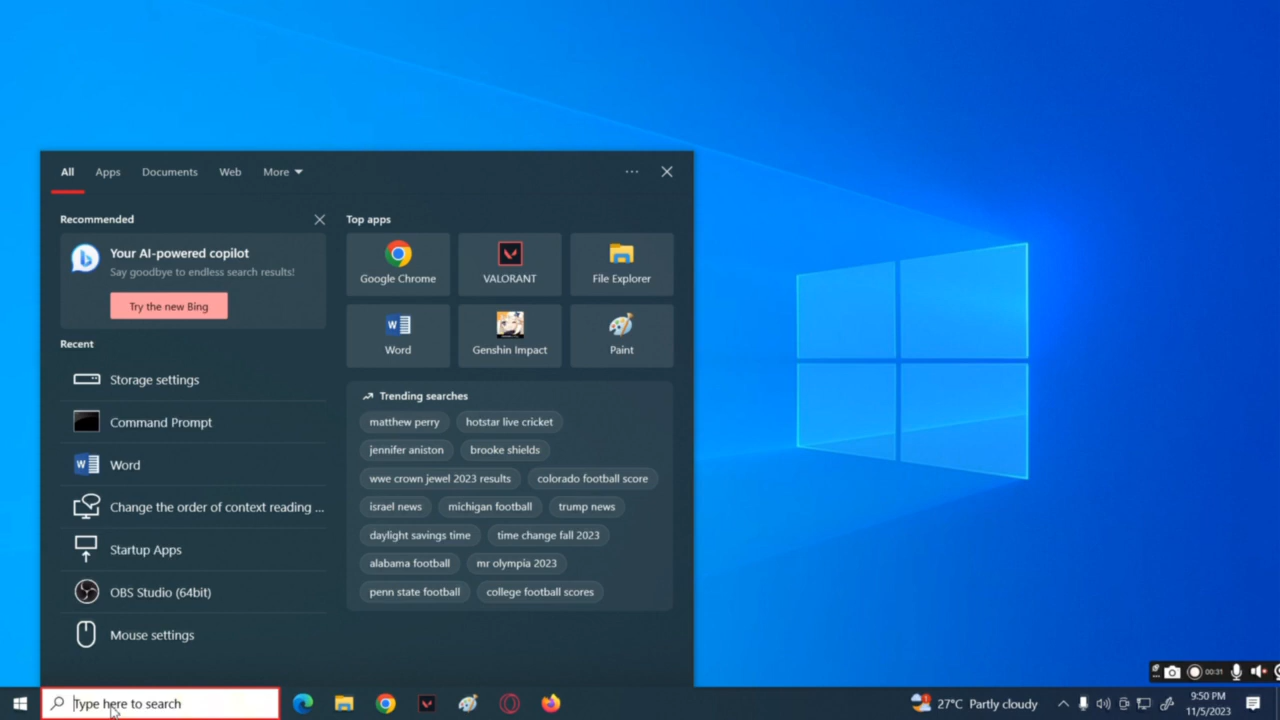 All Apps Documents Web More
Recommended
Your AI-powered copilot
Say goodbye to endless search results!
Try the new Bing
Recent
Storage settings
Command Prompt
Word
Change the order of context reading ...
Startup Apps
OBS Studio (64bit)
Mouse settings
Top apps
Google Chrome VALORANT File Explorer
Word Genshin Impact Paint
Trending searches
matthew perry hotstar live cricket
jennifer aniston brooke shields
wwe crown jewel 2023 results colorado football score
israel news michigan football trump news
daylight savings time time change fall 2023
alabama football mr olympia 2023
penn state football college football scores
00:31
Type here to search
27°C Partly cloudy
9:50 PM
11/5/2023